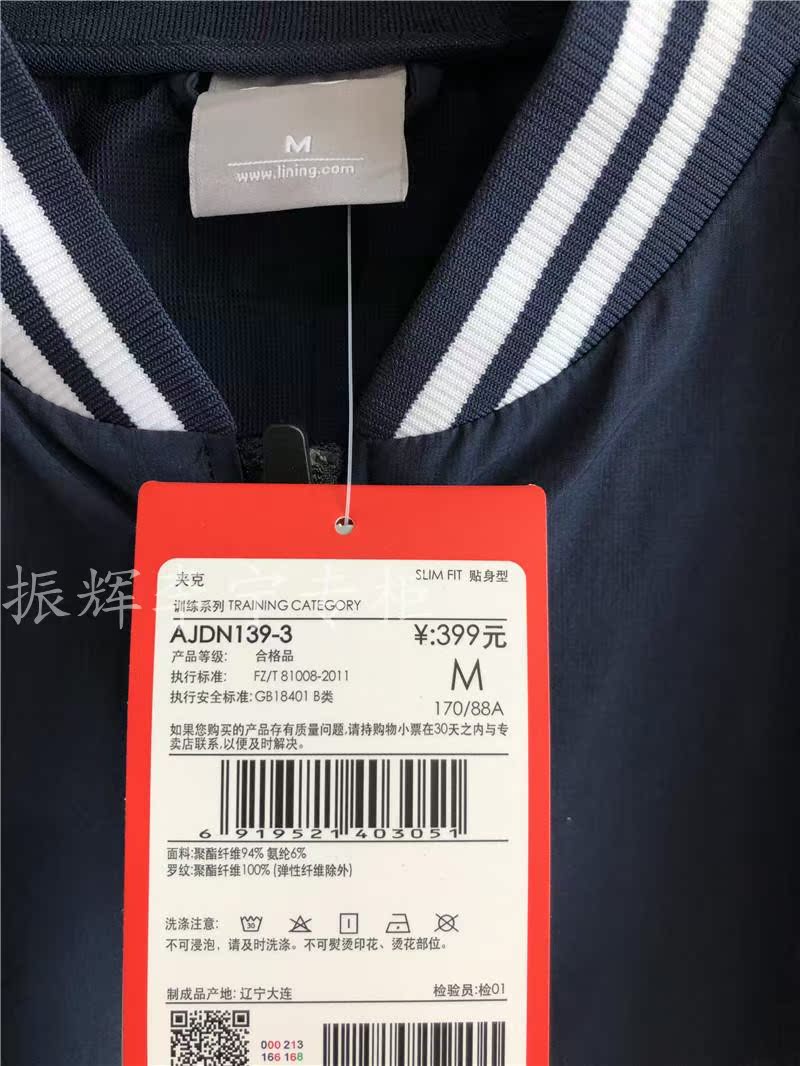 M
www.lining.com
夹克
SLIM FIT 贴身型
训练系列 TRAINING CATEGORY
AJDN139-3
¥:399元
产品等级: 合格品
执行标准: FZ/T 81008-2011
M
执行安全标准: GB18401 B类
170/88A
如果您购买的产品存有质量问题,请持购物小票在30天之内与专
卖店联系,以便及时解决。
6 919521 403051
面料:聚酯纤维94% 氨纶6%
罗纹:聚酯纤维100% (弹性纤维除外)
洗涤注意: 30
不可浸泡，请及时洗涤。不可熨烫印花、烫花部位。
制成品产地: 辽宁大连
检验员:检01
000 213
166 168
振辉
专柜